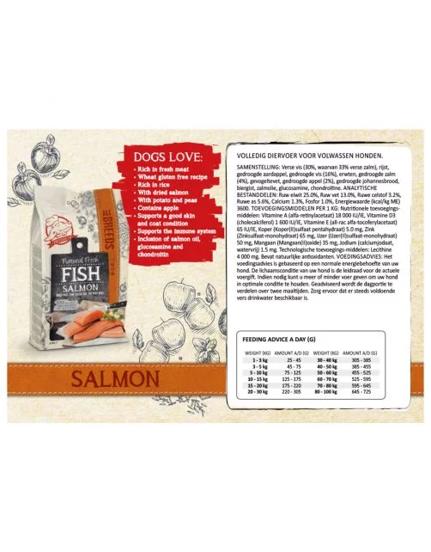 DOGS LOVE:
• Rich in fresh meat
• Wheat gluten free recipe
• Rich in rice
• With dried salmon
• With potato and peas
• Contains apple
• Supports a good skin
and coat condition
• Supports the immune system
• Inclusion of salmon oil,
glucosamine and
chondroitin
ALL BREEDS
Natural Fresh
FISH
SALMON
SALMON
VOLLEDIG DIERVOER VOOR VOLWASSEN HONDEN.
SAMENSTELLING: Verse vis (30%, waarvan 33% verse zalm), rijst,
gedroogde aardappel, gedroogde vis (16%), erwten, gedroogde zalm
(4%), gevogeltevet, gedroogde appel (2%), gedroogde johannesbrood,
biergist, zalmolie, glucosamine, chondroitine. ANALYTISCHE
BESTANDDELEN: Ruw eiwit 25.0%, Ruw vet 13.0%, Ruwe celstof 3.2%,
Ruwe as 5.6%, Calcium 1.3%, Fosfor 1.0%, Energiewaarde (kcal/kg ME)
3600. TOEVOEGINGSMIDDELEN PER 1 KG: Nutritionele toevoegings-
middelen: Vitamine A (alfa-retinylacetaat) 18 000 IU/IE, Vitamine D3
(cholekalciferol) 1 600 IU/IE, Vitamine E (all-rac alfa-tocoferylacetaat)
65 IU/IE, Koper (Koper(II)sulfaat pentahydraat) 5.0 mg, Zink
(Zinksulfaat-monohydraat) 65 mg, IJzer (IJzer(II)sulfaat-monohydraat)
50 mg, Mangaan (Mangaan(II)oxide) 35 mg, Jodium (calciumjodaat,
watervrij) 1.5 mg. Technologische toevoegings-middelen: Lecithine
4 000 mg. Bevat natuurlijke antioxidanten. VOEDINGSADVIES: Het
voedingsadvies is gebaseerd op een normale energiebehoefte van uw
hond. De lichaamsconditie van uw hond is de leidraad voor de actuele
voergift. Indien nodig kunt u meer of minder voer geven om uw hond
in optimale conditie te houden. Geadviseerd wordt de dagportie te
verdelen over twee maaltijden. Zorg ervoor dat er steeds voldoende
vers drinkwater beschikbaar is.
FEEDING ADVICE A DAY (G)
WEIGHT (KG) AMOUNT A/D (G) WEIGHT (KG) AMOUNT A/D (G)
1 - 3 kg 25 - 45 30 - 40 kg 305 - 385
3 - 5 kg 45 - 75 40 - 50 kg 385 - 455
5 - 10 kg 75 - 125 50 - 60 kg 455 - 525
10 - 15 kg 125 - 175 60 - 70 kg 525 - 595
15 - 20 kg 175 - 220 70 - 80 kg 595 - 645
20 - 30 kg 220 - 305 80 - 100 kg 645 - 725